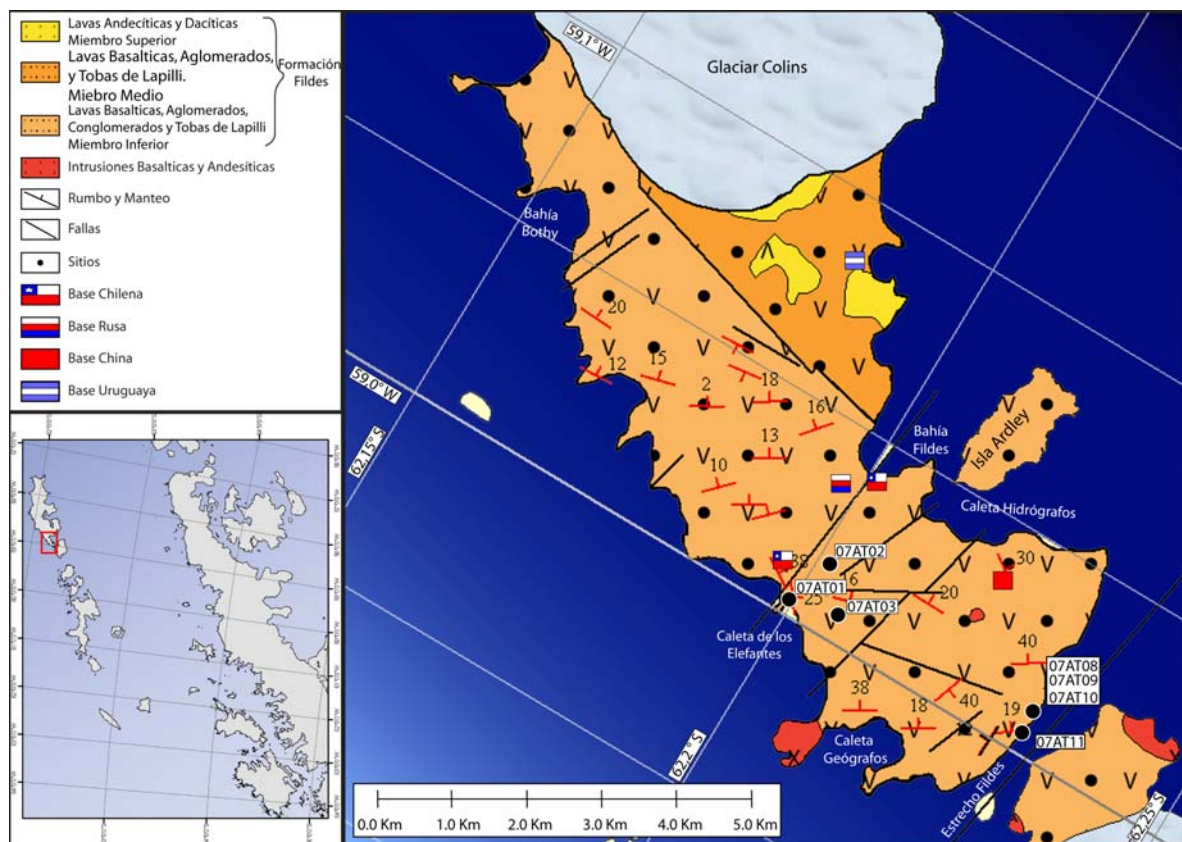 Lavas Andecíticas y Dacíticas
Miembro Superior
Lavas Basalticas, Aglomerados,
y Tobas de Lapilli.
Miebro Medio
Lavas Basalticas, Aglomerados,
Conglomerados y Tobas de Lapilli
Miembro Inferior
Formación
Fildes
Intrusiones Basalticas y Andesíticas
Rumbo y Manteo
Fallas
Sitios
Base Chilena
Base Rusa
Base China
Base Uruguaya
59,1° W
Glaciar Colins
Bahía
Bothy
20
12
15
2
18
16
13
10
59,0° W
62,15° S
Bahía
Fildes
Isla Ardley
Caleta Hidrógrafos
07AT02
38
07AT01
25
6
07AT03
20
30
Caleta de los
Elefantes
40
07AT08
07AT09
07AT10
38
18
40
19
07AT11
62,2° S
Caleta
Geógrafos
Estrecho Fildes
62,25° S
0.0 Km
1.0 Km
2.0 Km
3.0 Km
4.0 Km
5.0 Km